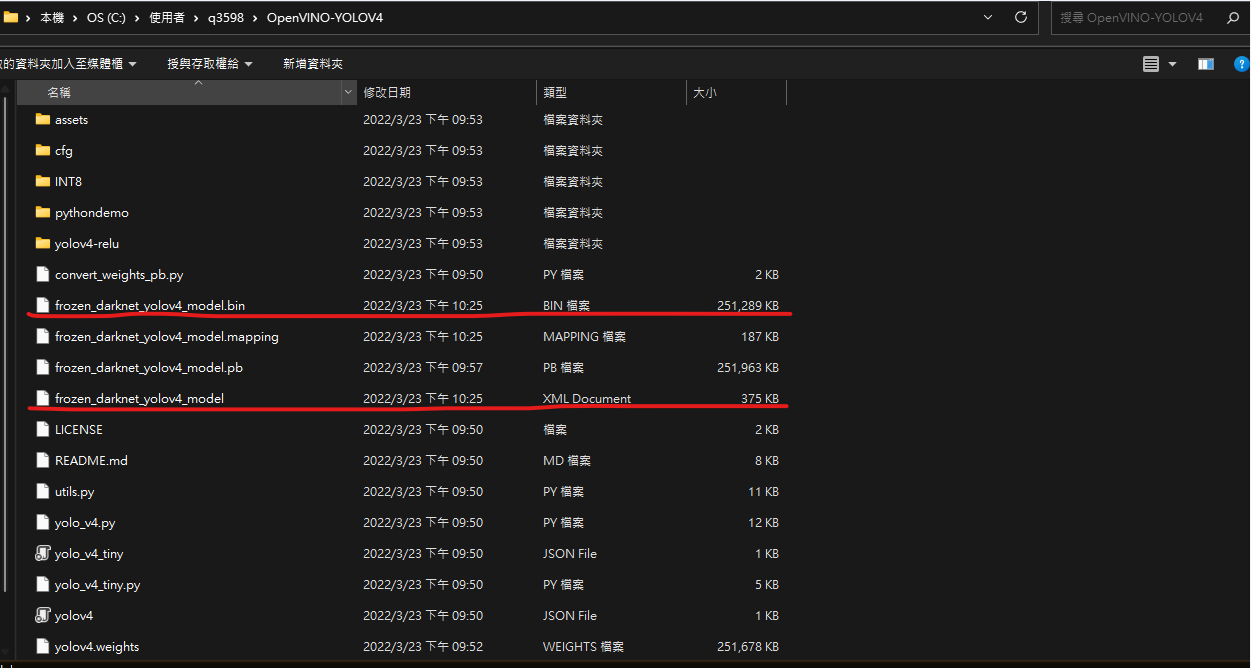 本機 › OS (C:) › 使用者 › q3598 › OpenVINO-YOLOV4 搜尋 OpenVINO-YOLOV4
的資料夾加入至媒體櫃 授與存取權給 新增資料夾
名稱 修改日期 類型 大小
assets 2022/3/23 下午 09:53 檔案資料夾
cfg 2022/3/23 下午 09:53 檔案資料夾
INT8 2022/3/23 下午 09:53 檔案資料夾
pythondemo 2022/3/23 下午 09:53 檔案資料夾
yolov4-relu 2022/3/23 下午 09:53 檔案資料夾
convert_weights_pb.py 2022/3/23 下午 09:50 PY 檔案 2 KB
frozen_darknet_yolov4_model.bin 2022/3/23 下午 10:25 BIN 檔案 251,289 KB
frozen_darknet_yolov4_model.mapping 2022/3/23 下午 10:25 MAPPING 檔案 187 KB
frozen_darknet_yolov4_model.pb 2022/3/23 下午 09:57 PB 檔案 251,963 KB
frozen_darknet_yolov4_model 2022/3/23 下午 10:25 XML Document 375 KB
LICENSE 2022/3/23 下午 09:50 檔案 2 KB
README.md 2022/3/23 下午 09:50 MD 檔案 8 KB
utils.py 2022/3/23 下午 09:50 PY 檔案 11 KB
yolo_v4.py 2022/3/23 下午 09:50 PY 檔案 12 KB
yolo_v4_tiny 2022/3/23 下午 09:50 JSON File 1 KB
yolo_v4_tiny.py 2022/3/23 下午 09:50 PY 檔案 5 KB
yolov4 2022/3/23 下午 09:50 JSON File 1 KB
yolov4.weights 2022/3/23 下午 09:52 WEIGHTS 檔案 251,678 KB